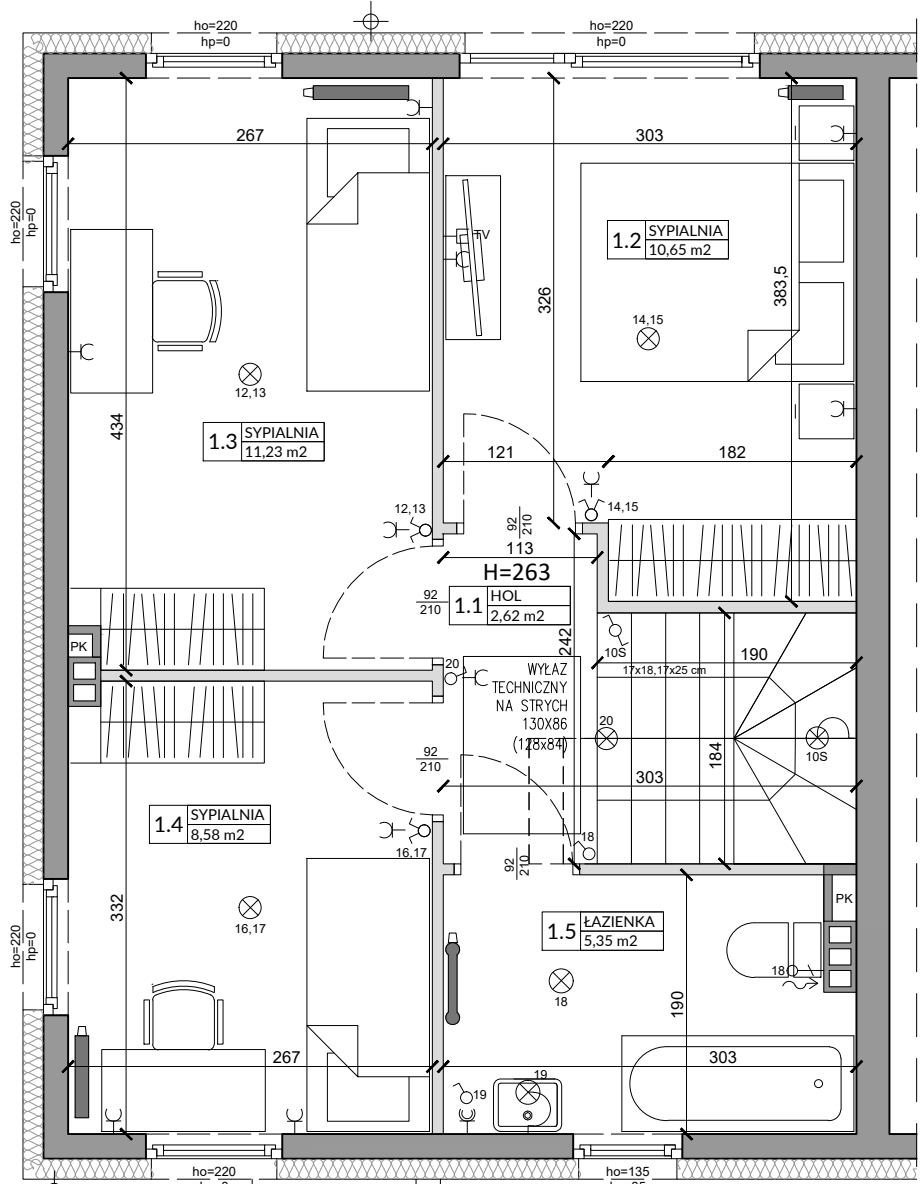 ho=220
hp=0
ho=220
hp=0
267
303
ho=220
hp=0
1.2 SYPIALNIA
10,65 m2
TV
326
383,5
14,15
12,13
434
1.3 SYPIALNIA
11,23 m2
121
182
12,13
14,15
92
210
113
H=263
92
210
1.1 HOL
2,62 m2
242
10S
PK
190
20
17x18,17x25 cm
WYŁAZ
TECHNICZNY
NA STRYCH
130X86
(128x84)
20
184
10S
92
210
303
1.4 SYPIALNIA
8,58 m2
16,17
18
92
210
332
16,17
PK
1.5 ŁAZIENKA
5,35 m2
ho=220
hp=0
18
18
190
267
303
19
19
ho=220
ho=135